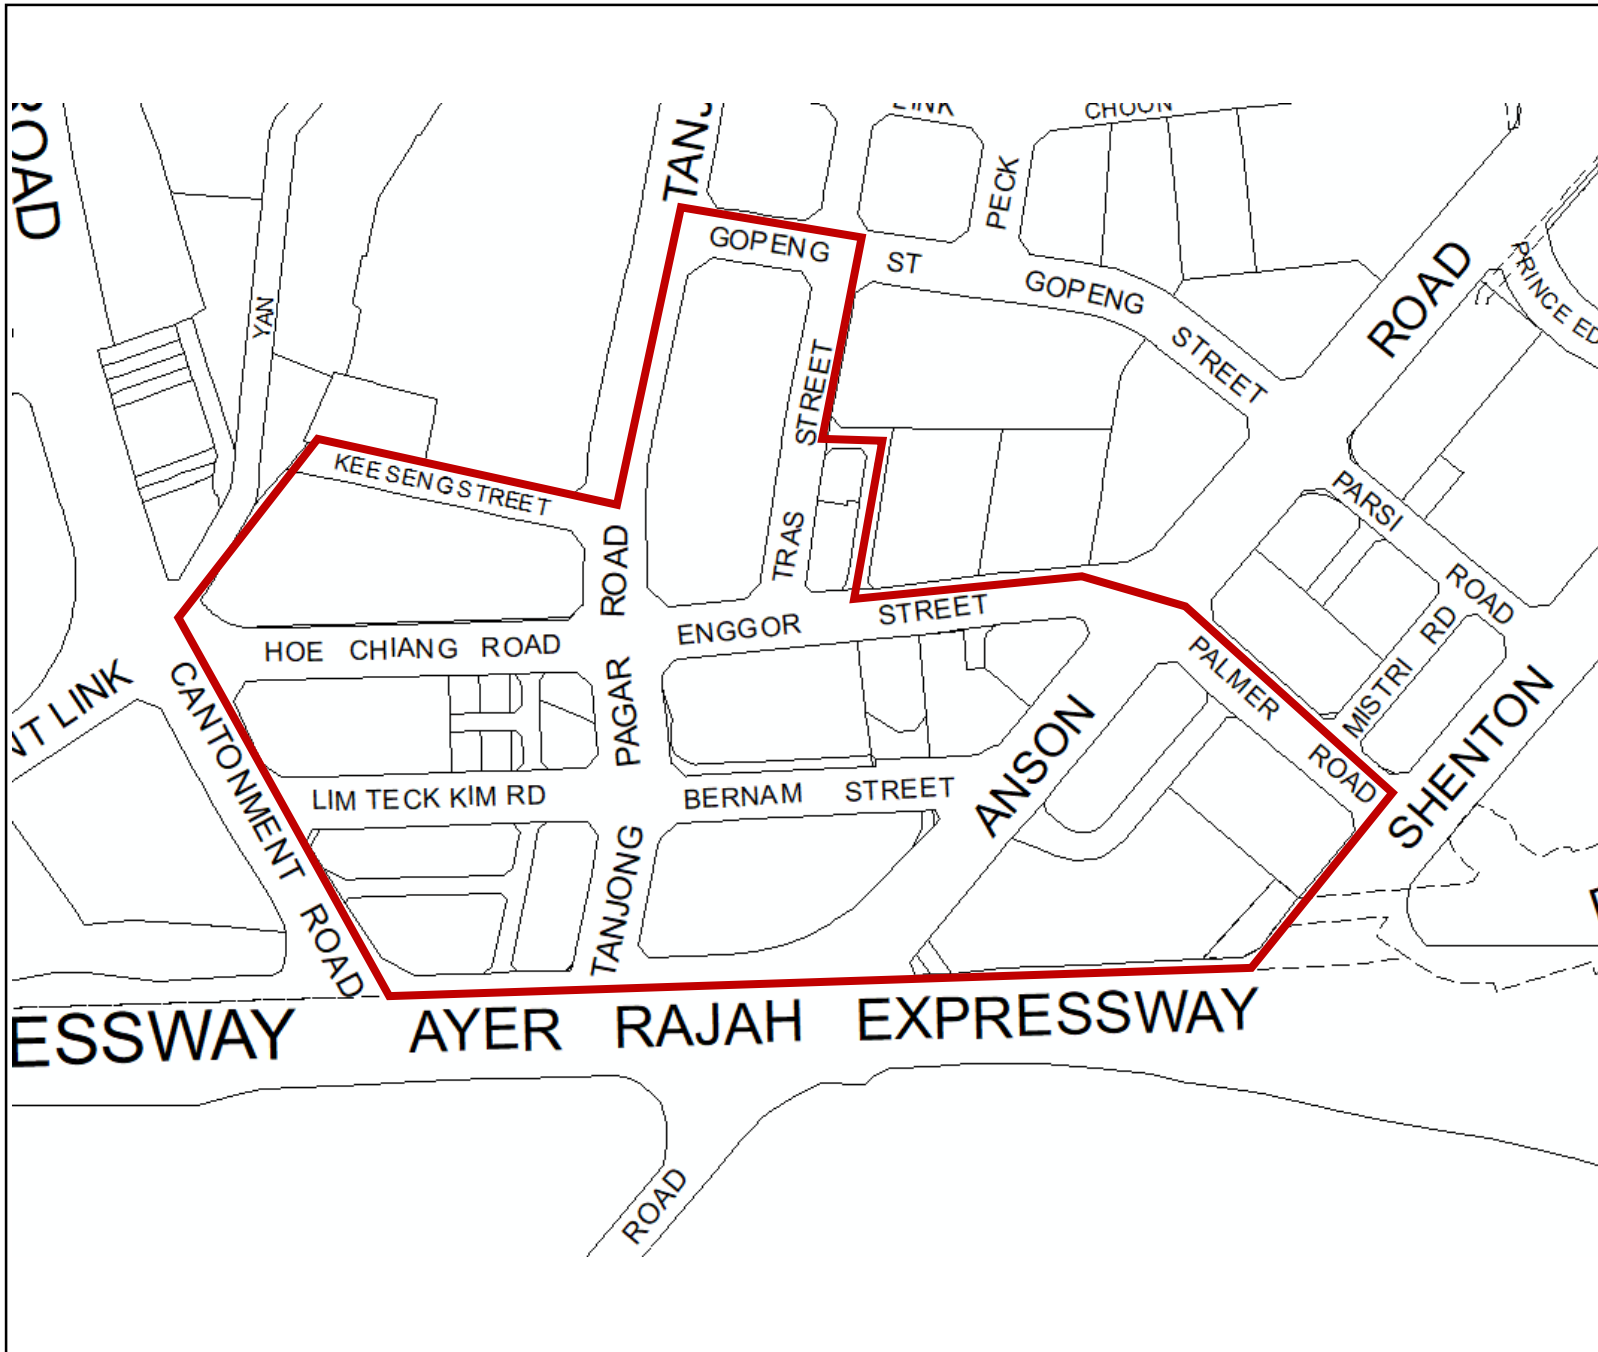 ROAD
TANJ
LINK
CHOON
PECK
GOPENG
ST
GOPENG
STREET
ROAD
PRINCE ED
YAN
STREET
KEE SENG STREET
TRAS
PARSI
ROAD
ROAD
ENGGOR
STREET
HOE CHIANG ROAD
PALMER
ROAD
MISTRI RD
NT LINK
CANTONMENT
ROAD
PAGAR
TANJONG
LIM TECK KIM RD
BERNAM
STREET
ANSON
SHENTON
ESSWAY
AYER RAJAH EXPRESSWAY
ROAD